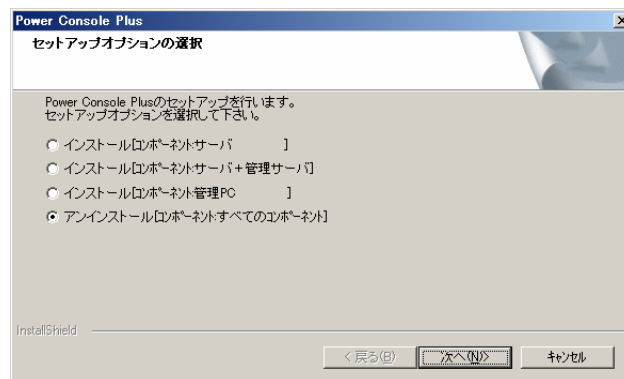 Power Console Plus
セットアップオプションの選択
Power Console Plusのセットアップを行います。
セットアップオプションを選択して下さい。
インストール[ｺﾝﾎﾟｰﾈﾝﾄ:サーバ ]
インストール[ｺﾝﾎﾟｰﾈﾝﾄ:サーバ+管理サーバ]
インストール[ｺﾝﾎﾟｰﾈﾝﾄ:管理PC ]
アンインストール[ｺﾝﾎﾟｰﾈﾝﾄ:すべてのｺﾝﾎﾟｰﾈﾝﾄ]
InstallShield
< 戻る(B) 次へ(N)> キャンセル